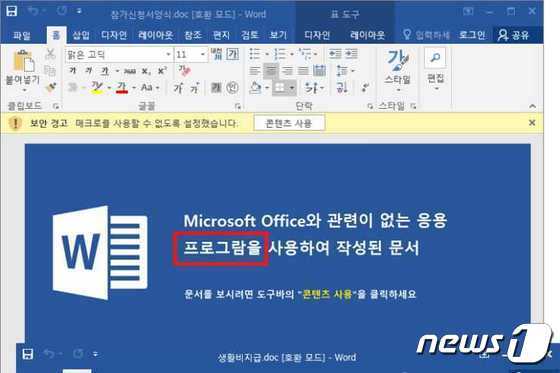 참가신청서양식.doc [호환 모드] - Word
표 도구
파일 홈 삽입 디자인 레이아웃 참조 편지 검토 보기 디자인 레이아웃 입력하세 로그인 공유
붙여넣기
맑은 고딕
가 가 가 가 abc X₂ X² 가
스타일
편집
클립보드 글꼴 단락 스타일
보안 경고 매크로를 사용할 수 없도록 설정했습니다. 콘텐츠 사용
W
Microsoft Office와 관련이 없는 응용
프로그람을 사용하여 작성된 문서
문서를 보시려면 도구바의 "콘텐츠 사용"을 클릭하세요
news1
생활비지급.doc [호환 모드] - Word